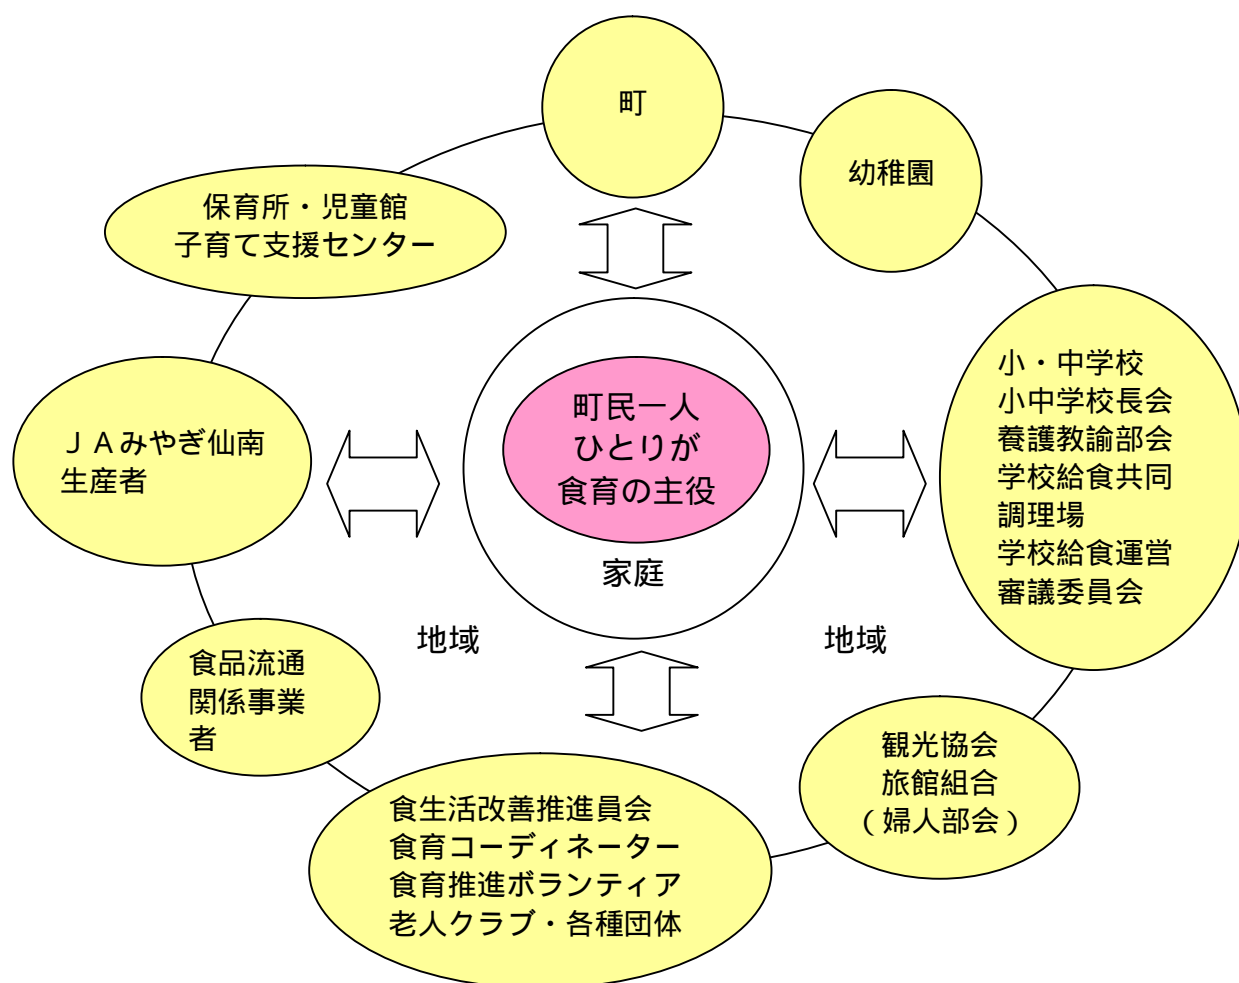 町
幼稚園
保育所・児童館
子育て支援センター
小・中学校
小中学校長会
養護教諭部会
学校給食共同
調理場
学校給食運営
審議委員会
ＪＡみやぎ仙南
生産者
町民一人
ひとりが
食育の主役
家庭
地域
地域
食品流通
関係事業
者
観光協会
旅館組合
（婦人部会）
食生活改善推進員会
食育コーディネーター
食育推進ボランティア
老人クラブ・各種団体